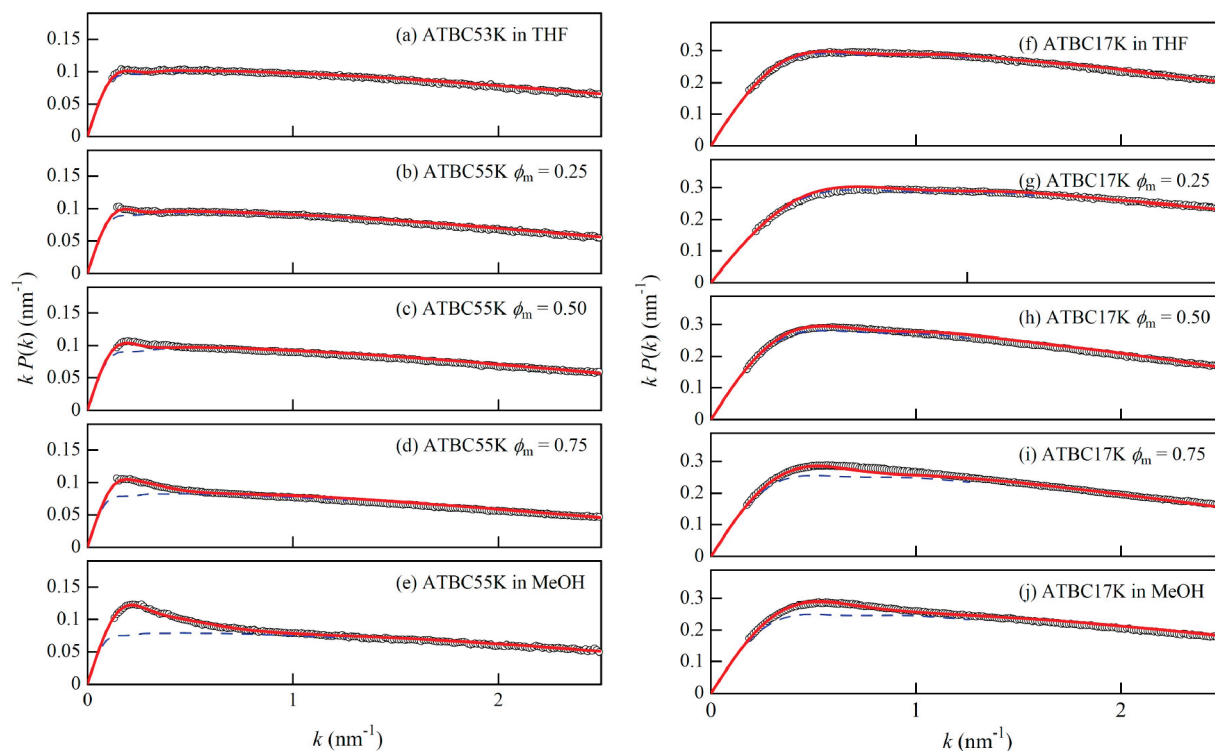 0.15
0.10
0.05
0
(a) ATBC53K in THF
0.15
0.10
0.05
0
(b) ATBC55K ϕm = 0.25
0.15
0.10
0.05
0
(c) ATBC55K ϕm = 0.50
0.15
0.10
0.05
0
(d) ATBC55K ϕm = 0.75
0.15
0.10
0.05
0
(e) ATBC55K in MeOH
0 1 2
k P(k) (nm⁻¹)
k (nm⁻¹)
0.3
0.2
0.1
0
(f) ATBC17K in THF
0.3
0.2
0.1
0
(g) ATBC17K ϕm = 0.25
0.3
0.2
0.1
0
(h) ATBC17K ϕm = 0.50
0.3
0.2
0.1
0
(i) ATBC17K ϕm = 0.75
0.3
0.2
0.1
0
(j) ATBC17K in MeOH
0 1 2
k P(k) (nm⁻¹)
k (nm⁻¹)